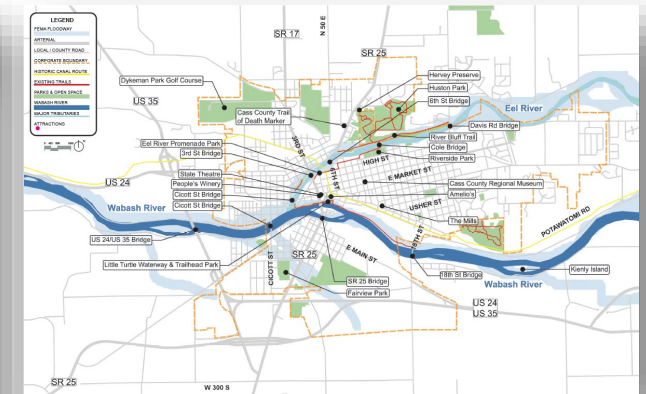 LEGEND
FEMA FLOODWAY
ARTERIAL
LOCAL / COUNTY ROAD
CORPORATE BOUNDARY
HISTORIC CANAL ROUTE
EXISTING TRAILS
PARKS & OPEN SPACE
WABASH RIVER
MAJOR TRIBUTARIES
ATTRACTIONS
SR 17
N 50 E
SR 25
Dykeman Park Golf Course
US 35
Cass County Trail
of Death Marker
Hervey Preserve
Huston Park
6th St Bridge
Eel River
Davis Rd Bridge
River Bluff Trail
Cole Bridge
Riverside Park
Eel River Promenade Park
3rd St Bridge
3RD ST
6TH ST
HIGH ST
E MARKET ST
State Theatre
People's Winery
Cicott St Bridge
Cicott St Bridge
US 24
Cass County Regional Museum
Amelio's
USHER ST
The Mills
POTAWATOMI RD
Wabash River
US 24/US 35 Bridge
Little Turtle Waterway & Trailhead Park
CICOTT ST
SR 25
E MAIN ST
18TH ST
SR 25 Bridge
Fairview Park
18th St Bridge
Kienly Island
Wabash River
US 24
US 35
SR 25
W 300 S